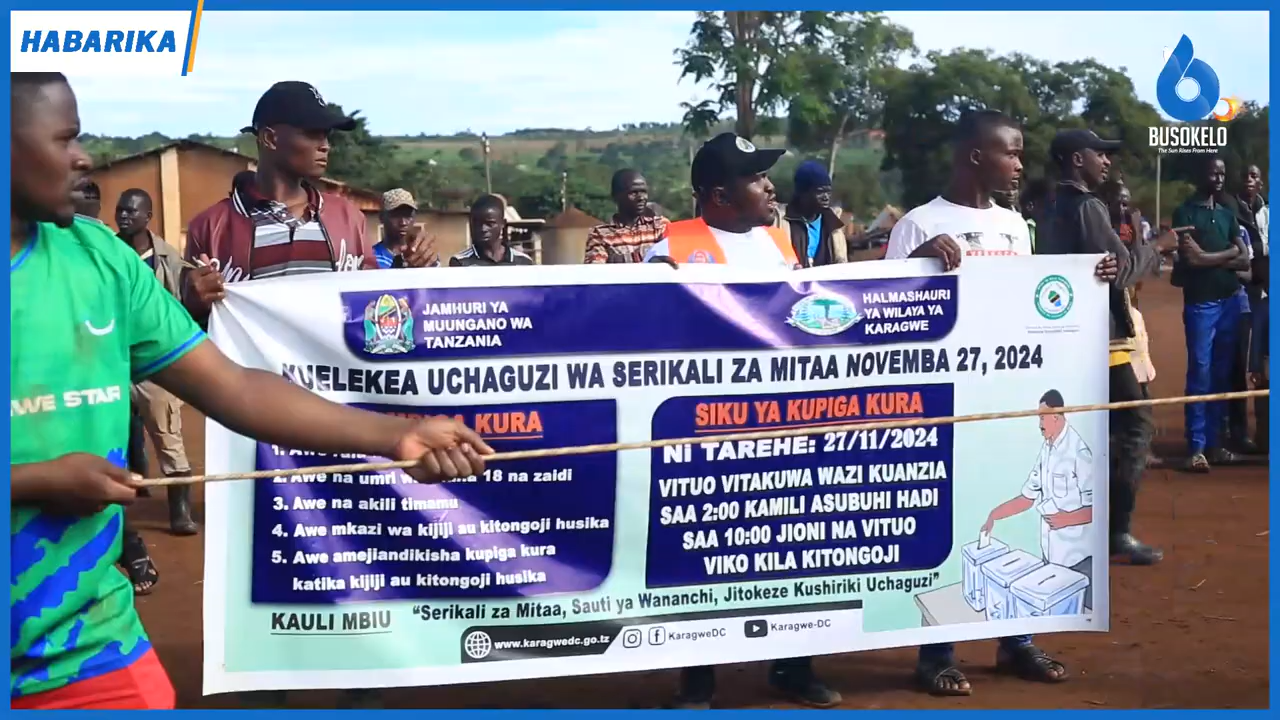 HABARIKA
BUSOKELO
The Sun Rises From Here
JAMHURI YA
MUUNGANO WA
TANZANIA
HALMASHAURI
YA WILAYA YA
KARAGWE
KUELEKEA UCHAGUZI WA SERIKALI ZA MITAA NOVEMBA 27, 2024
KURA
1. Awe
2. Awe na umri 18 na zaidi
3. Awe na akili timamu
4. Awe mkazi wa kijiji au kitongoji husika
5. Awe amejiandikisha kupiga kura
katika kijiji au kitongoji husika
SIKU YA KUPIGA KURA
NI TAREHE: 27/11/2024
VITUO VITAKUWA WAZI KUANZIA
SAA 2:00 KAMILI ASUBUHI HADI
SAA 10:00 JIONI NA VITUO
VIKO KILA KITONGOJI
KAULI MBIU "Serikali za Mitaa, Sauti ya Wananchi, Jitokeze Kushiriki Uchaguzi"
www.karagwedc.go.tz KaragweDC Karagwe-DC
WE STAR